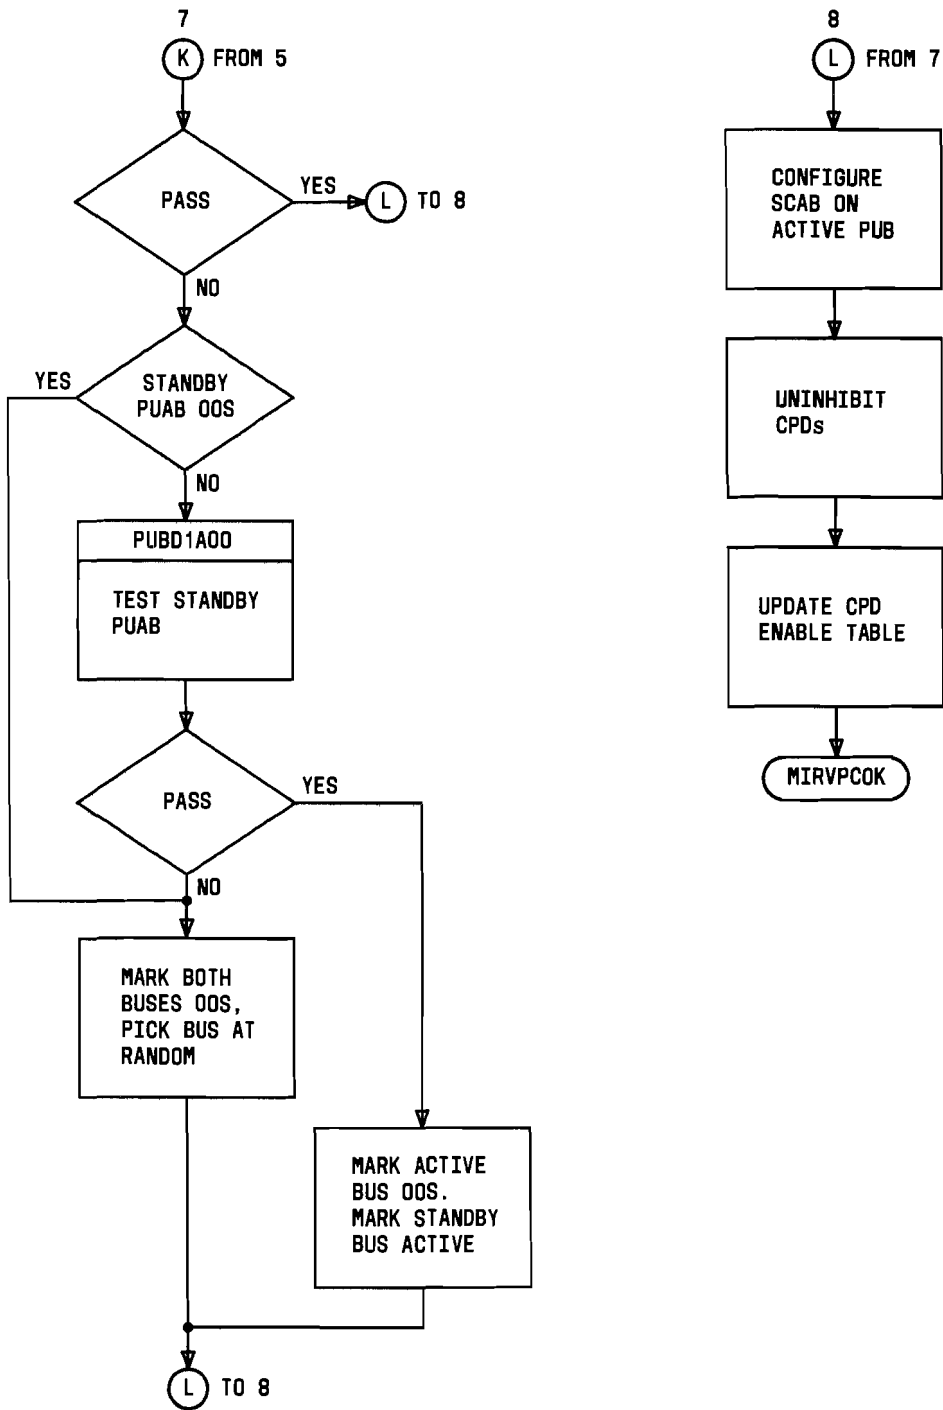 7
K FROM 5
PASS
YES
L TO 8
NO
STANDBY
PUAB OOS
YES
NO
PUBD1A00
TEST STANDBY
PUAB
PASS
YES
NO
MARK BOTH
BUSES OOS,
PICK BUS AT
RANDOM
MARK ACTIVE
BUS OOS.
MARK STANDBY
BUS ACTIVE
L TO 8
8
L FROM 7
CONFIGURE
SCAB ON
ACTIVE PUB
UNINHIBIT
CPDs
UPDATE CPD
ENABLE TABLE
MIRVPCOK